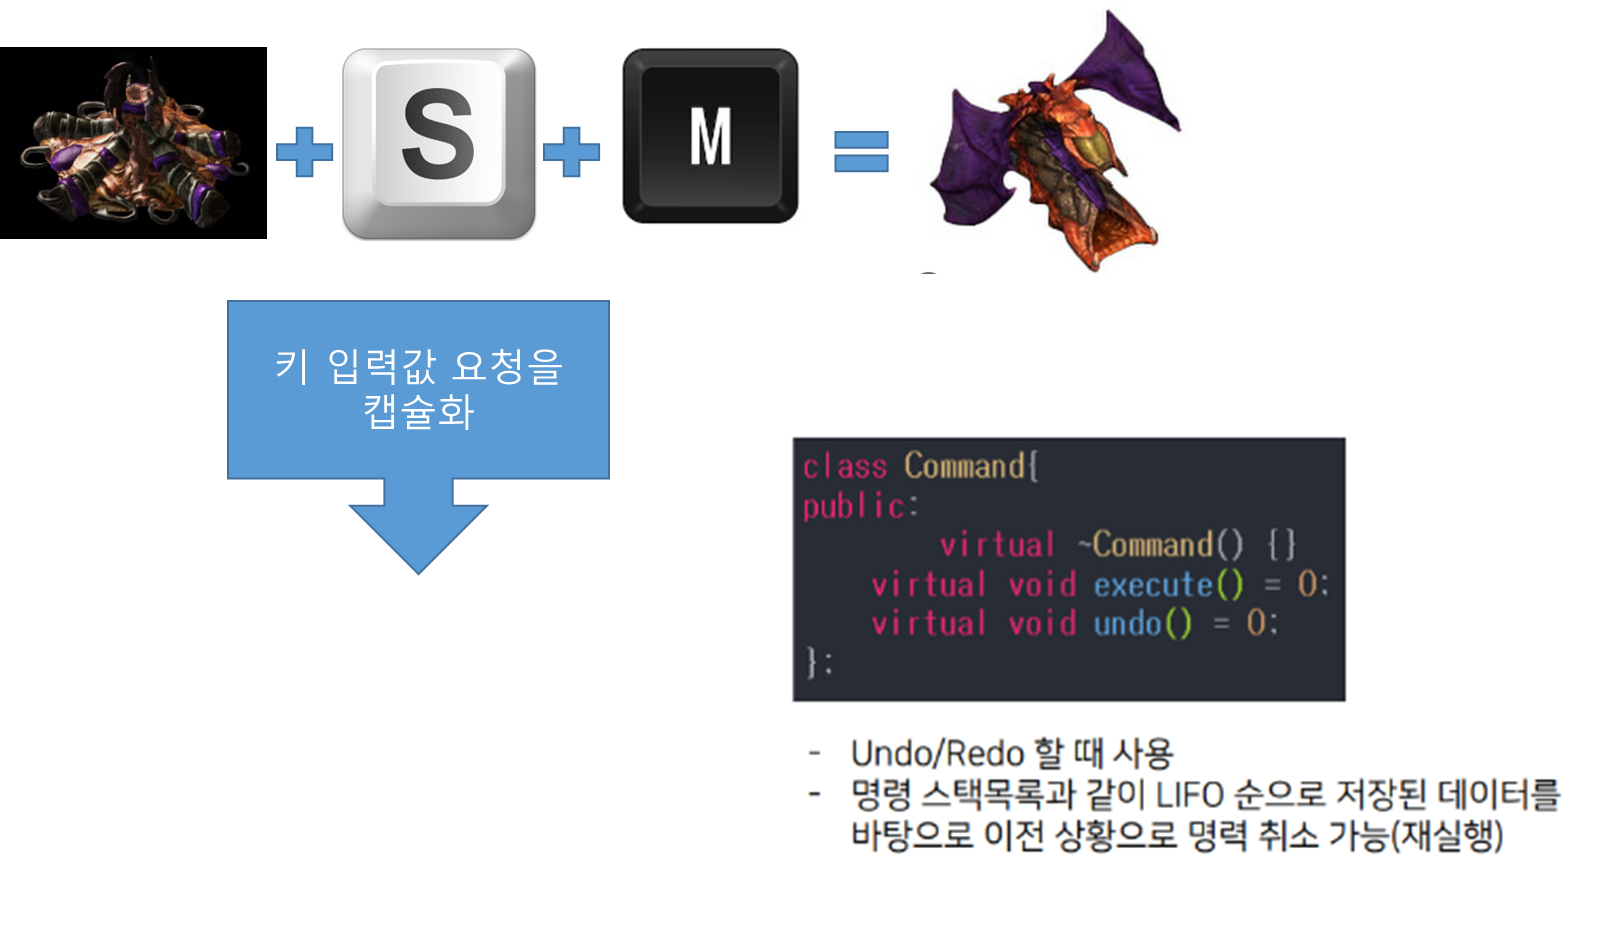 S
M
키 입력값 요청을
캡슐화
class Command{
public:
virtual ~Command() {}
virtual void execute() = 0;
virtual void undo() = 0;
};
- Undo/Redo 할 때 사용
- 명령 스택목록과 같이 LIFO 순으로 저장된 데이터를
바탕으로 이전 상황으로 명력 취소 가능(재실행)